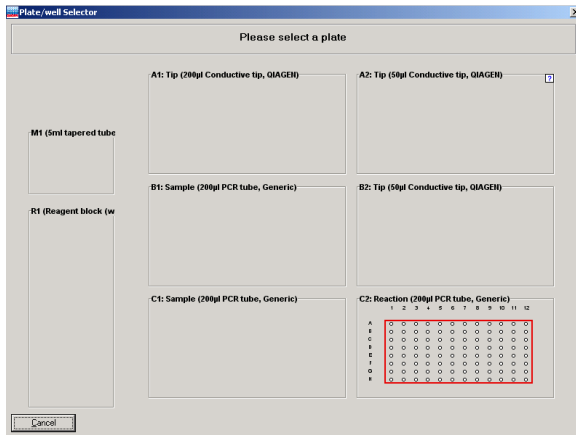 Plate/well Selector
Please select a plate
A1: Tip (200µl Conductive tip, QIAGEN)
A2: Tip (50µl Conductive tip, QIAGEN)
?
M1 (5ml tapered tube
B1: Sample (200µl PCR tube, Generic)
B2: Tip (50µl Conductive tip, QIAGEN)
R1 (Reagent block (w
C1: Sample (200µl PCR tube, Generic)
C2: Reaction (200µl PCR tube, Generic)
1 2 3 4 5 6 7 8 9 10 11 12
A
B
C
D
E
F
G
H
Cancel